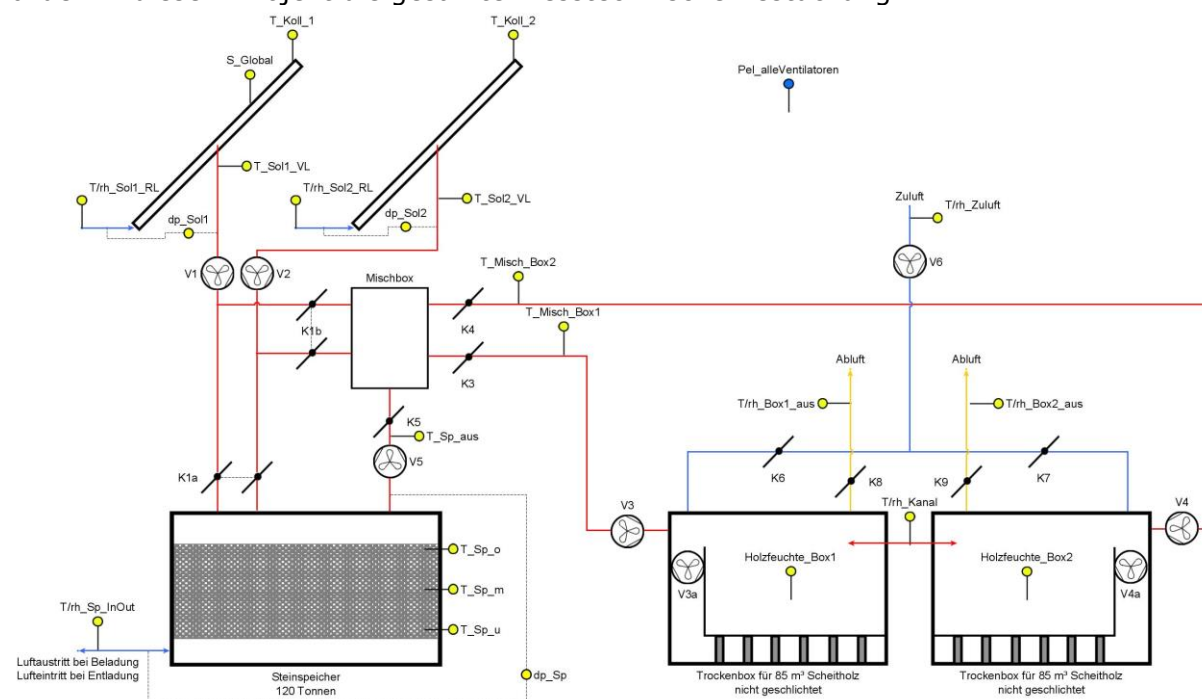 T_Koll_1
T_Koll_2
S_Global
Pel_alleVentilatoren
T_Sol1_VL
T/rh_Sol1_RL
T/rh_Sol2_RL
T_Sol2_VL
dp_Sol1
dp_Sol2
Zuluft
T/rh_Zuluft
V1
V2
V6
Mischbox
T_Misch_Box2
K1b
K4
T_Misch_Box1
K3
Abluft
Abluft
T/rh_Box1_aus
T/rh_Box2_aus
K5
T_Sp_aus
V5
K1a
K6
K8
K9
K7
T/rh_Kanal
V3
V4
T_Sp_o
T_Sp_m
T_Sp_u
Holzfeuchte_Box1
Holzfeuchte_Box2
V3a
V4a
T/rh_Sp_InOut
Luftaustritt bei Beladung
Lufteintritt bei Entladung
Steinspeicher
120 Tonnen
dp_Sp
Trockenbox für 85 m³ Scheitholz
nicht geschlichtet
Trockenbox für 85 m³ Scheitholz
nicht geschlichtet